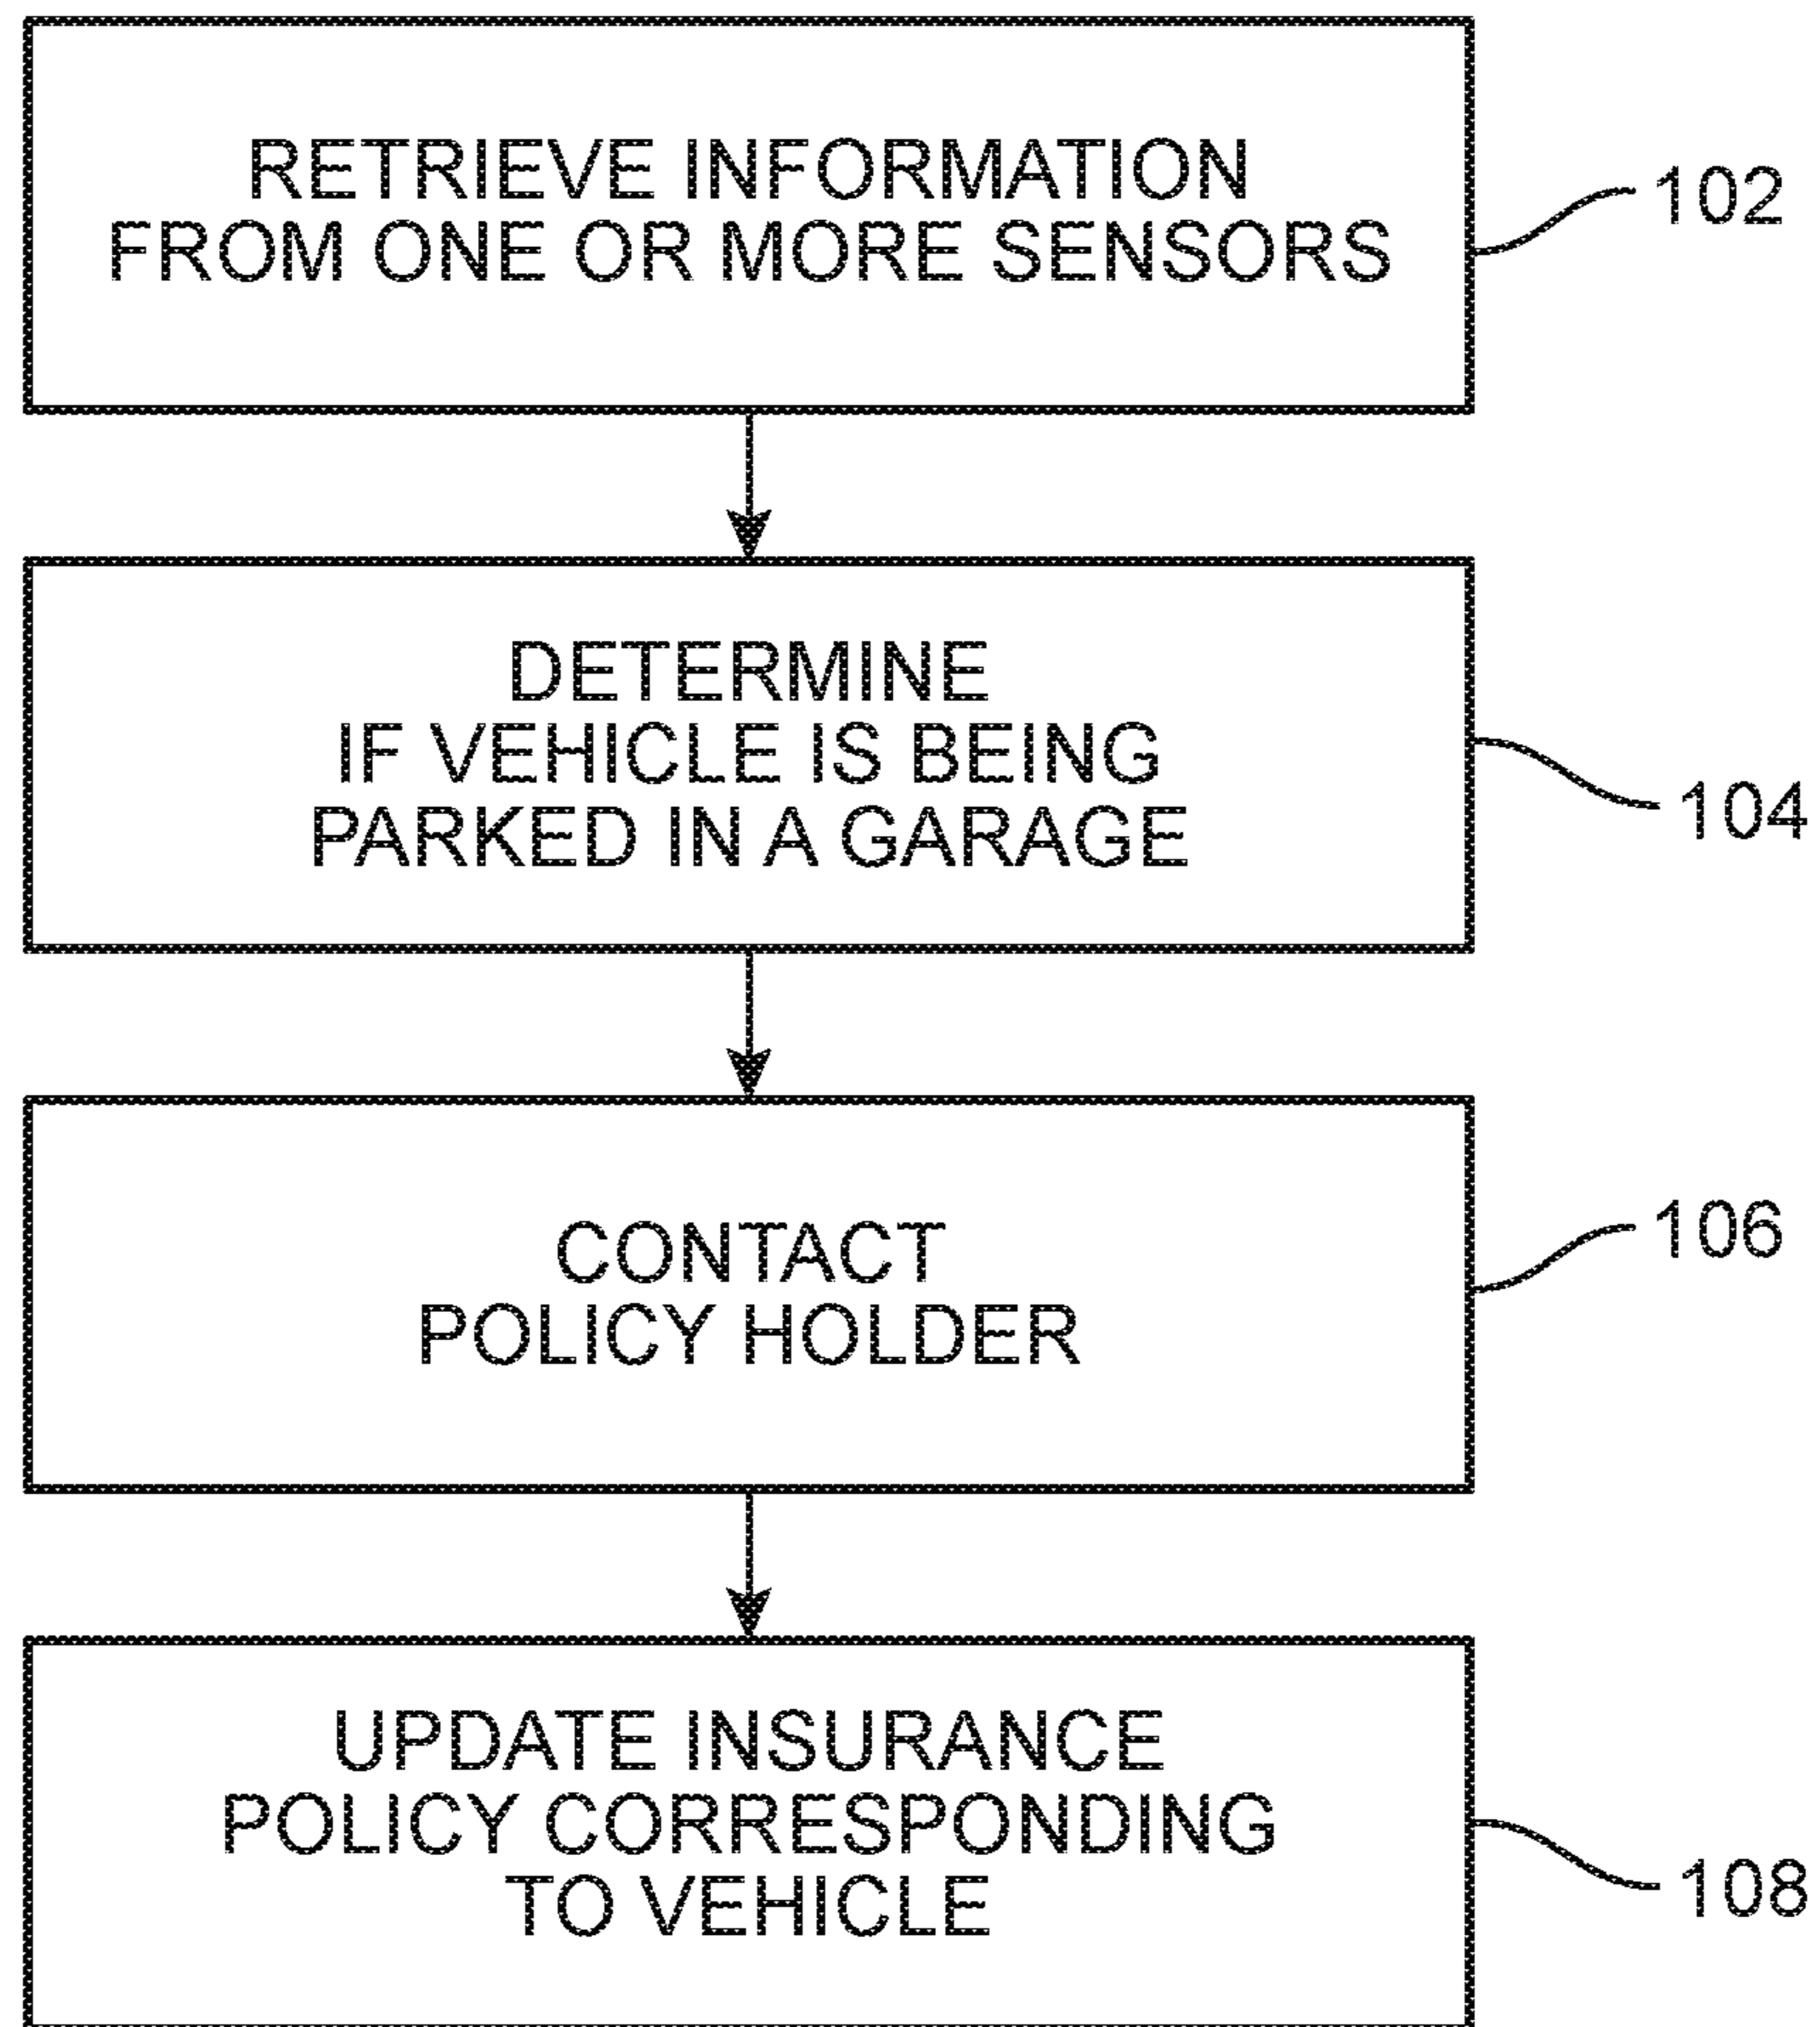 RETRIEVE INFORMATION
FROM ONE OR MORE SENSORS
102
DETERMINE
IF VEHICLE IS BEING
PARKED IN A GARAGE
104
CONTACT
POLICY HOLDER
106
UPDATE INSURANCE
POLICY CORRESPONDING
TO VEHICLE
108